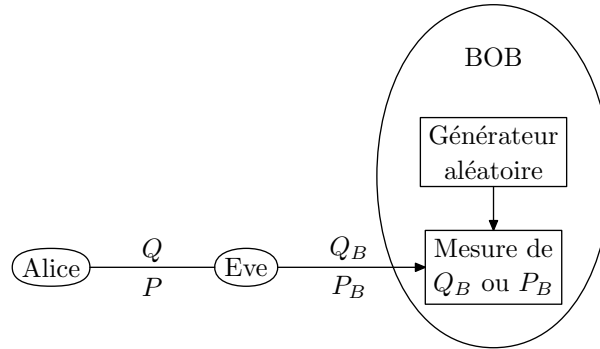 BOB
Générateur
aléatoire
Alice
Q
P
Eve
Q_B
P_B
Mesure de
Q_B ou P_B